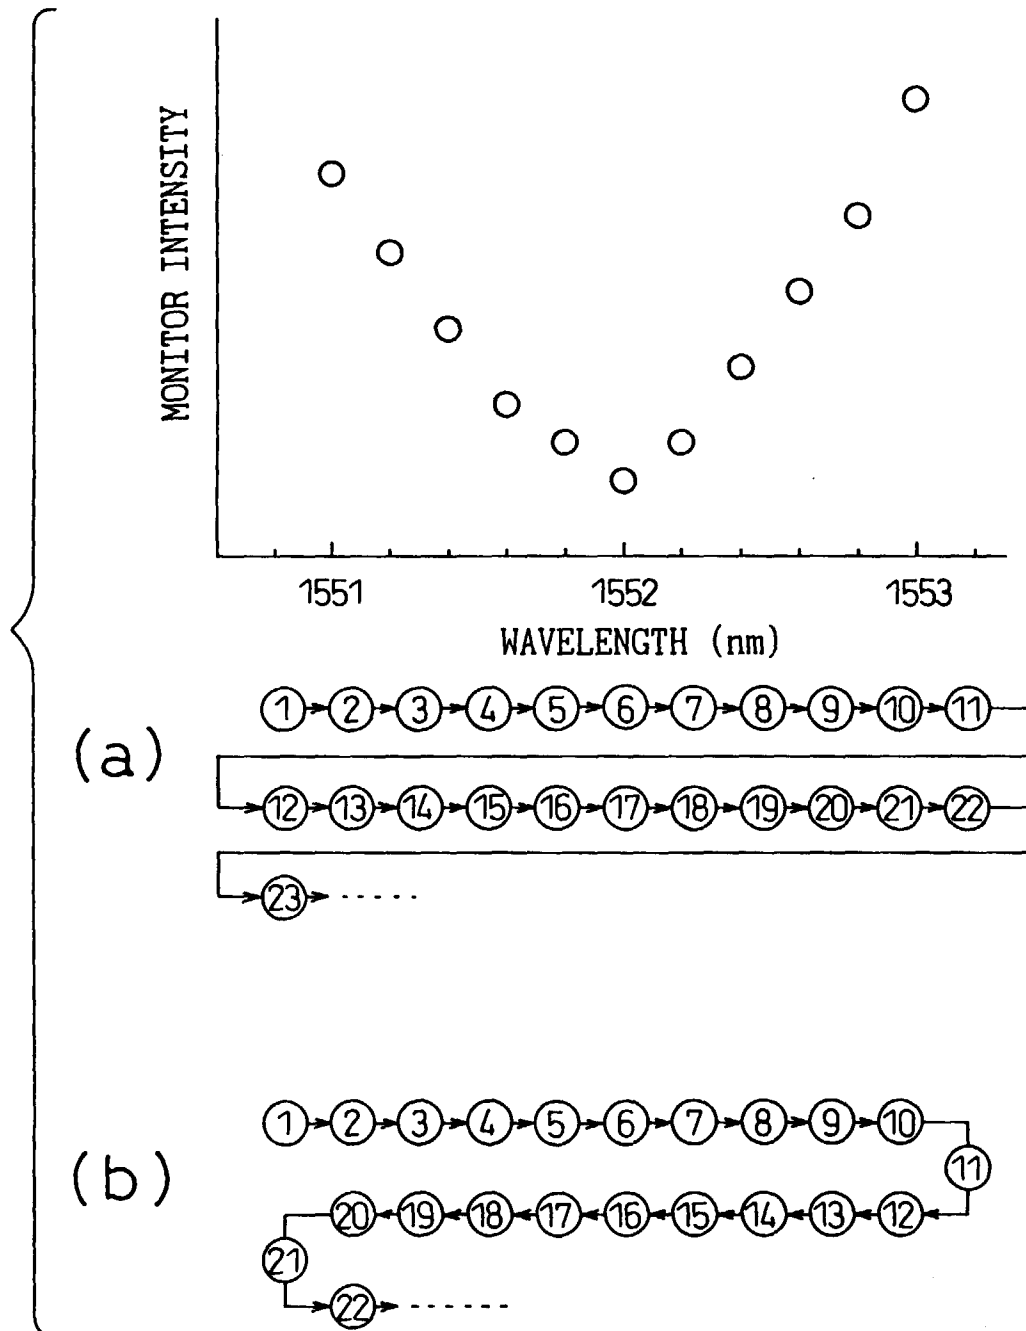 MONITOR INTENSITY
1551 1552 1553
WAVELENGTH (nm)
(a)
1 2 3 4 5 6 7 8 9 10 11
12 13 14 15 16 17 18 19 20 21 22
23
(b)
1 2 3 4 5 6 7 8 9 10
11
20 19 18 17 16 15 14 13 12
21
22